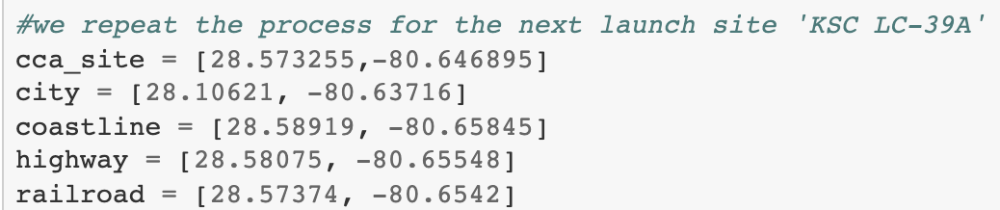 #we repeat the process for the next launch site 'KSC LC-39A'
cca_site = [28.573255,-80.646895]
city = [28.10621, -80.63716]
coastline = [28.58919, -80.65845]
highway = [28.58075, -80.65548]
railroad = [28.57374, -80.6542]